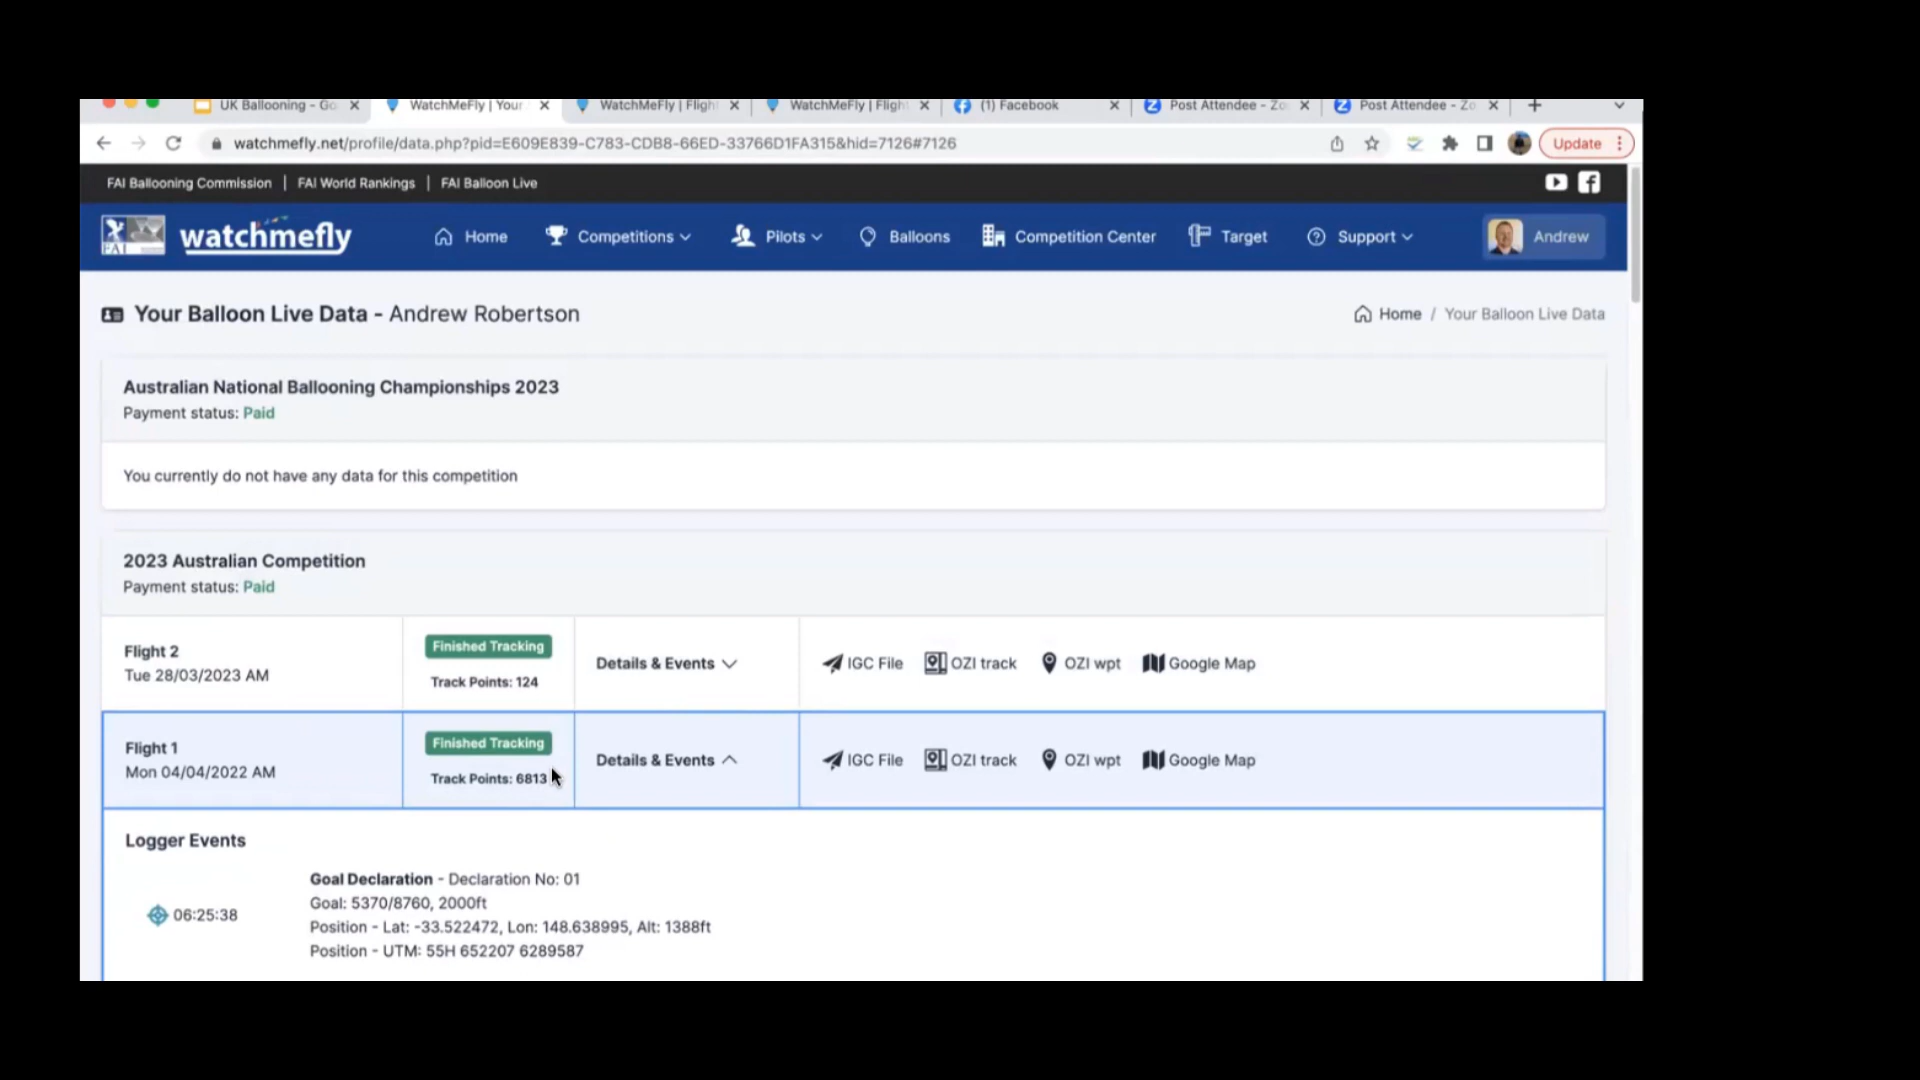 UK Ballooning - Go
WatchMeFly | Your
WatchMeFly | Flight
WatchMeFly | Flight
(1) Facebook
Post Attendee - Zo
Post Attendee - Zo
watchmefly.net/profile/data.php?pid=E609E839-C783-CDB8-66ED-33766D1FA315&hid=7126#7126
Update
FAI Ballooning Commission | FAI World Rankings | FAI Balloon Live
FAI
watchmefly
Home
Competitions
Pilots
Balloons
Competition Center
Target
Support
Andrew
Your Balloon Live Data - Andrew Robertson
Home / Your Balloon Live Data
Australian National Ballooning Championships 2023
Payment status: Paid
You currently do not have any data for this competition
2023 Australian Competition
Payment status: Paid
Flight 2
Tue 28/03/2023 AM
Finished Tracking
Track Points: 124
Details & Events
IGC File
OZI track
OZI wpt
Google Map
Flight 1
Mon 04/04/2022 AM
Finished Tracking
Track Points: 6813
Details & Events
IGC File
OZI track
OZI wpt
Google Map
Logger Events
06:25:38
Goal Declaration - Declaration No: 01
Goal: 5370/8760, 2000ft
Position - Lat: -33.522472, Lon: 148.638995, Alt: 1388ft
Position - UTM: 55H 652207 6289587